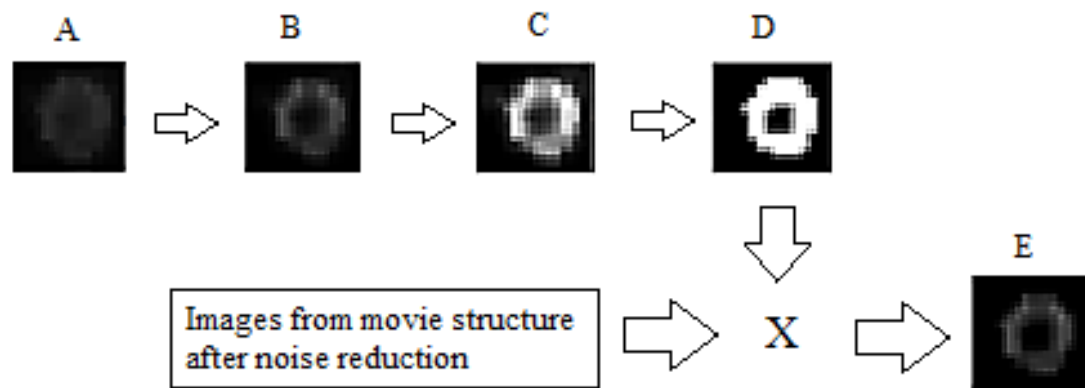 A
B
C
D
E
Images from movie structure
after noise reduction
X